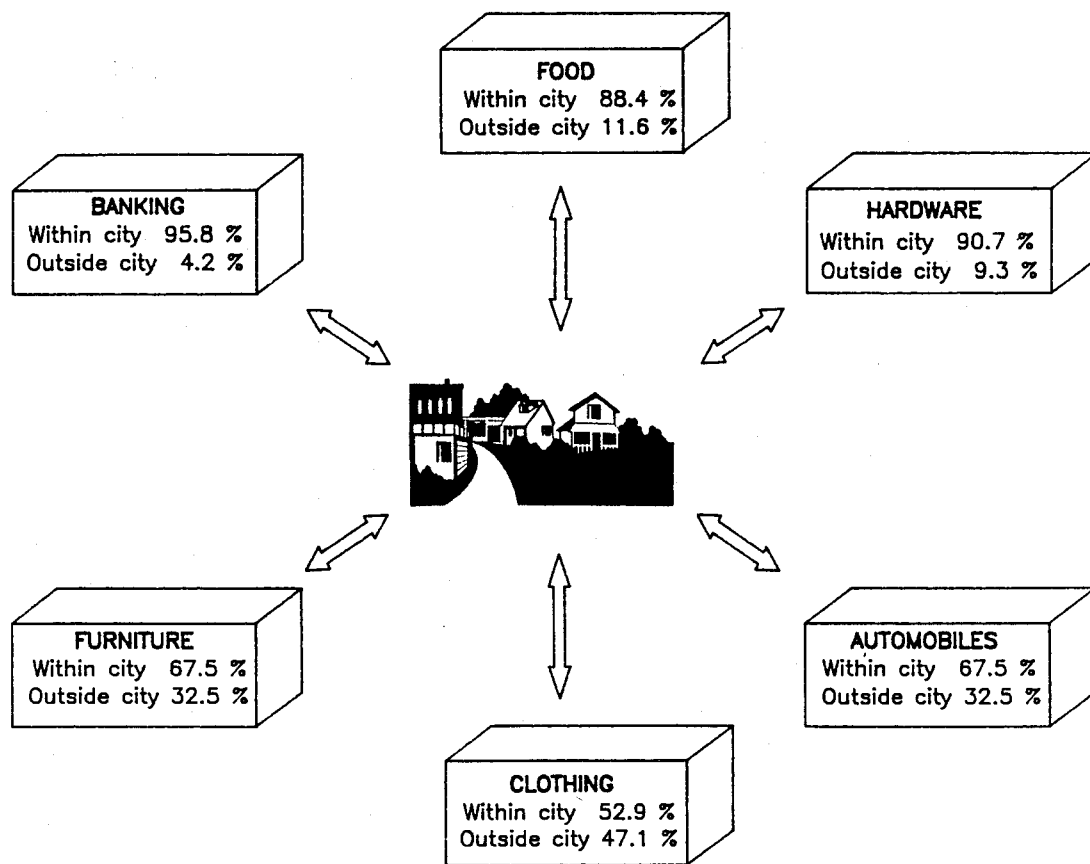 FOOD
Within city 88.4 %
Outside city 11.6 %
BANKING
Within city 95.8 %
Outside city 4.2 %
HARDWARE
Within city 90.7 %
Outside city 9.3 %
FURNITURE
Within city 67.5 %
Outside city 32.5 %
AUTOMOBILES
Within city 67.5 %
Outside city 32.5 %
CLOTHING
Within city 52.9 %
Outside city 47.1 %